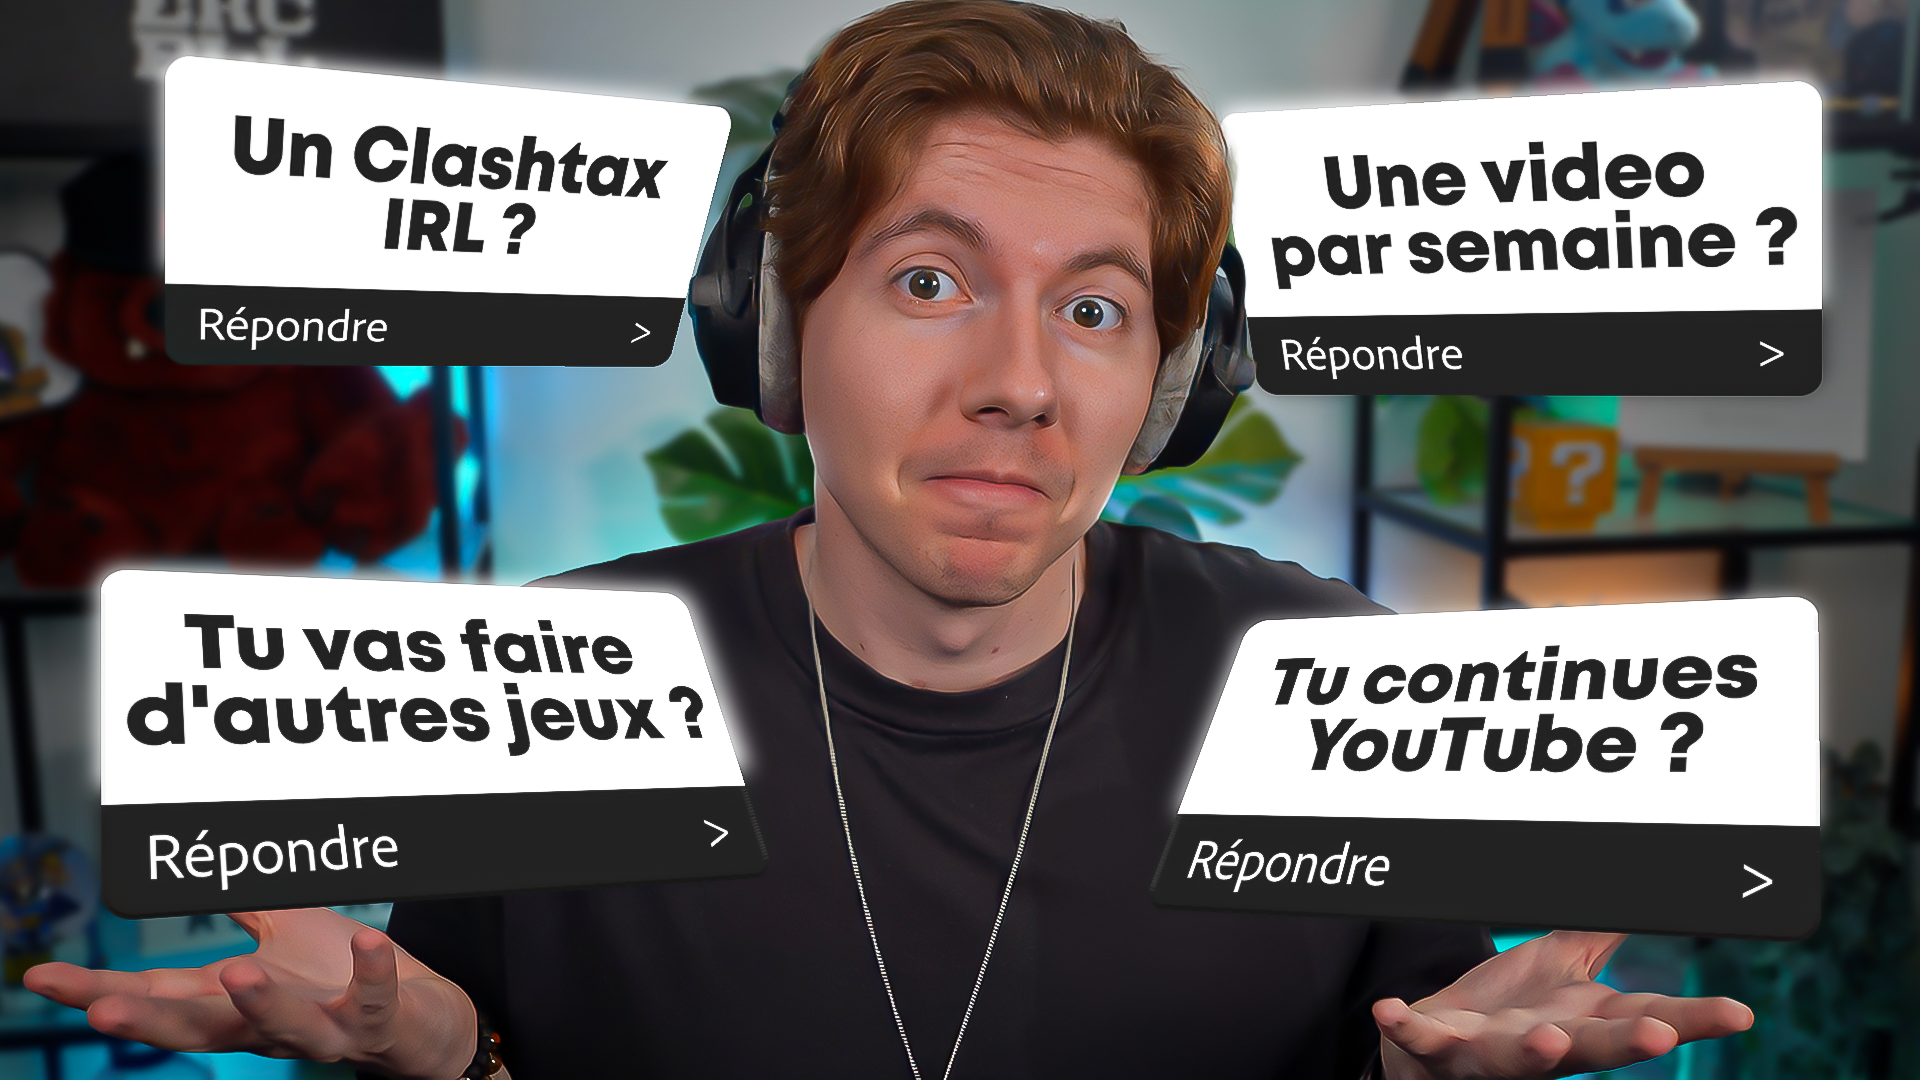 Un Clashtax
IRL ?
Répondre >
Une video
par semaine ?
Répondre >
Tu vas faire
d'autres jeux ?
Répondre >
Tu continues
YouTube ?
Répondre >
? ?